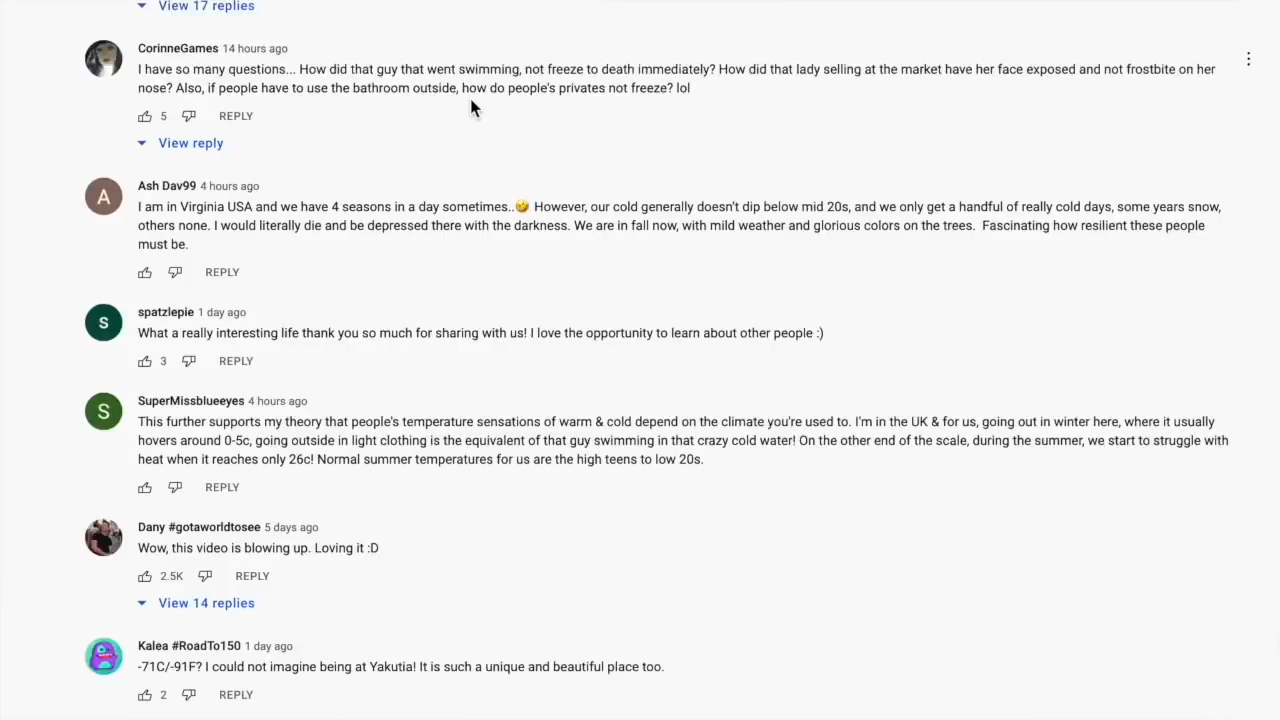 View 17 replies
CorinneGames 14 hours ago
I have so many questions... How did that guy that went swimming, not freeze to death immediately? How did that lady selling at the market have her face exposed and not frostbite on her
nose? Also, if people have to use the bathroom outside, how do people's privates not freeze? lol
5 REPLY
View reply
A
Ash Dav99 4 hours ago
I am in Virginia USA and we have 4 seasons in a day sometimes..🤣 However, our cold generally doesn't dip below mid 20s, and we only get a handful of really cold days, some years snow,
others none. I would literally die and be depressed there with the darkness. We are in fall now, with mild weather and glorious colors on the trees. Fascinating how resilient these people
must be.
REPLY
s
spatzlepie 1 day ago
What a really interesting life thank you so much for sharing with us! I love the opportunity to learn about other people :)
3 REPLY
S
SuperMissblueeyes 4 hours ago
This further supports my theory that people's temperature sensations of warm & cold depend on the climate you're used to. I'm in the UK & for us, going out in winter here, where it usually
hovers around 0-5c, going outside in light clothing is the equivalent of that guy swimming in that crazy cold water! On the other end of the scale, during the summer, we start to struggle with
heat when it reaches only 26c! Normal summer temperatures for us are the high teens to low 20s.
REPLY
Dany #gotaworldtosee 5 days ago
Wow, this video is blowing up. Loving it :D
2.5K REPLY
View 14 replies
Kalea #RoadTo150 1 day ago
-71C/-91F? I could not imagine being at Yakutia! It is such a unique and beautiful place too.
2 REPLY